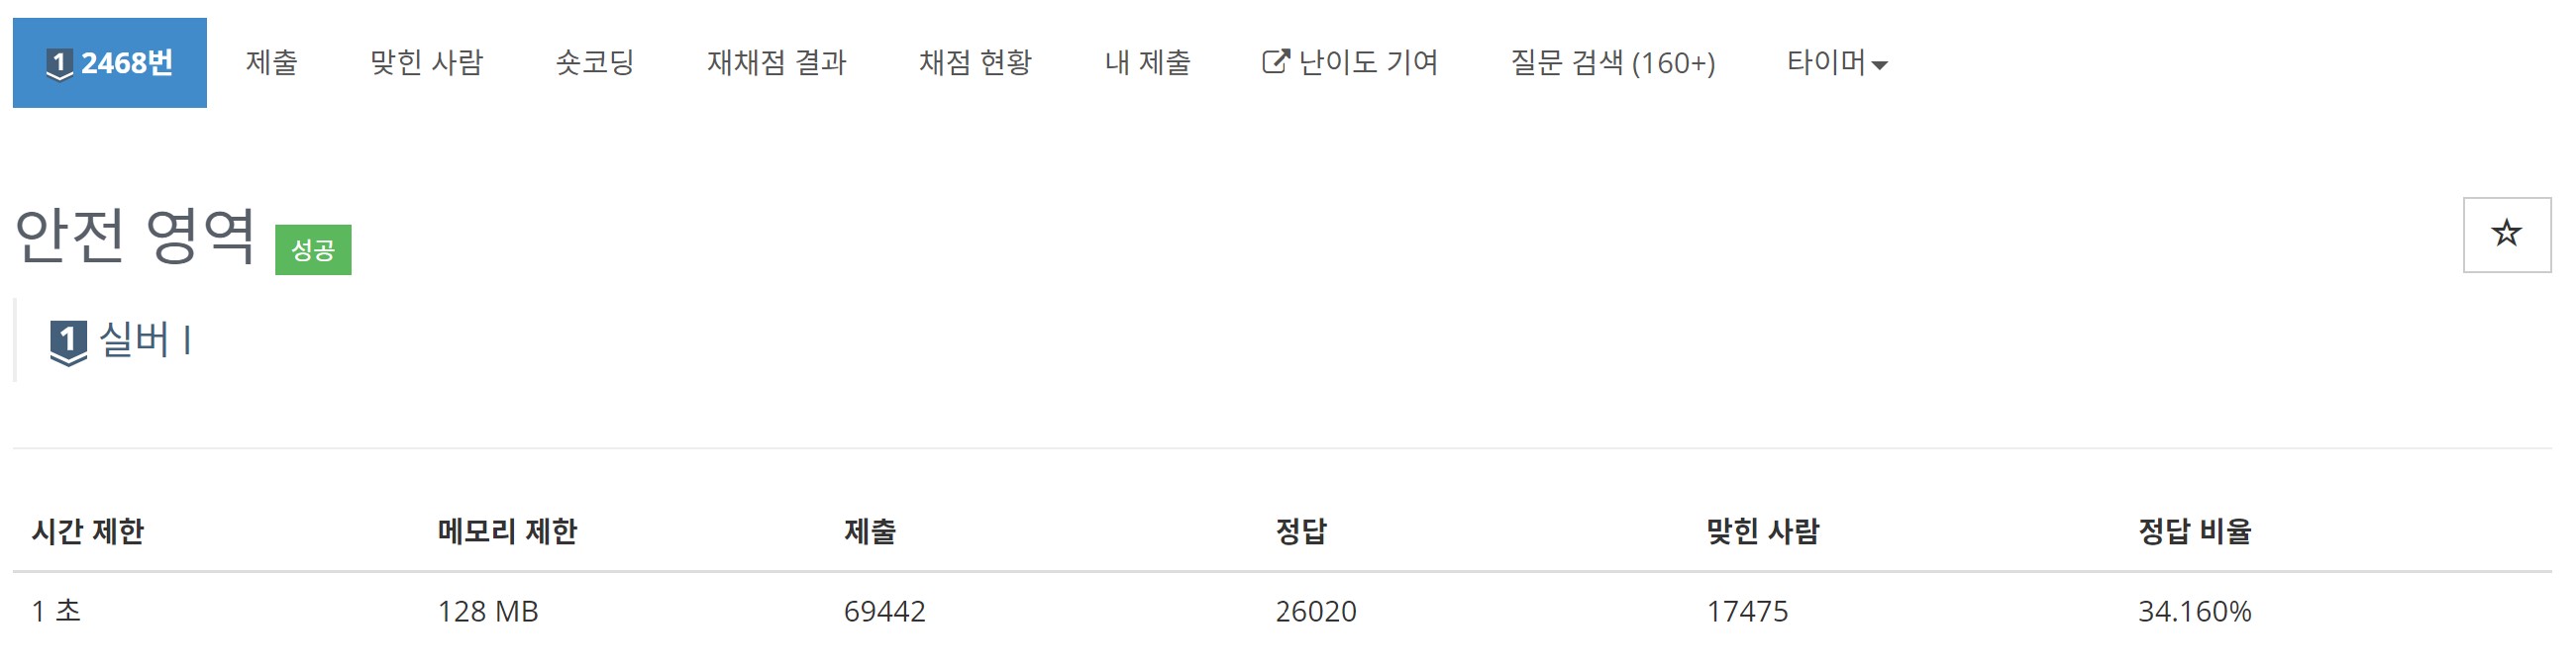 1 2468번 제출 맞힌 사람 숏코딩 재채점 결과 채점 현황 내 제출 난이도 기여 질문 검색 (160+) 타이머
안전 영역 성공
1 실버 I
시간 제한 메모리 제한 제출 정답 맞힌 사람 정답 비율
1 초 128 MB 69442 26020 17475 34.160%